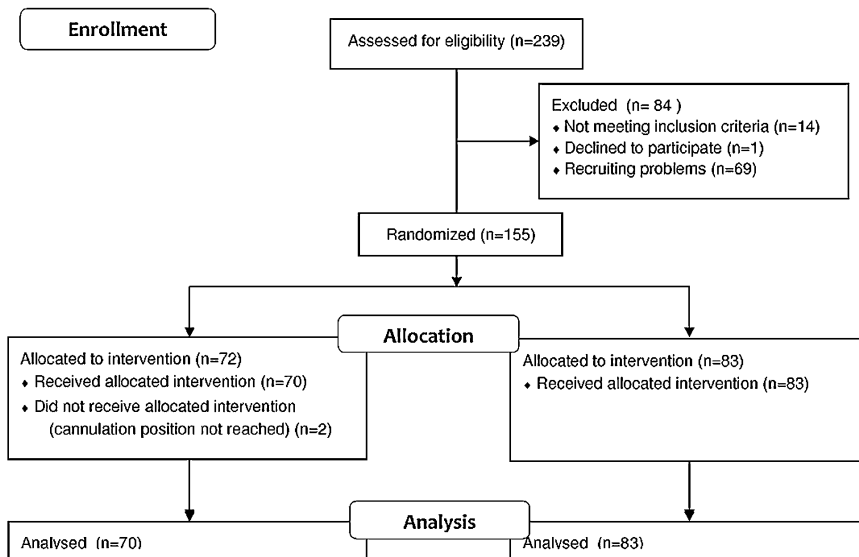 Enrollment
Assessed for eligibility (n=239)
Excluded (n= 84 )
♦ Not meeting inclusion criteria (n=14)
♦ Declined to participate (n=1)
♦ Recruiting problems (n=69)
Randomized (n=155)
Allocation
Allocated to intervention (n=72)
♦ Received allocated intervention (n=70)
♦ Did not receive allocated intervention
(cannulation position not reached) (n=2)
Allocated to intervention (n=83)
♦ Received allocated intervention (n=83)
Analysis
Analysed (n=70)
Analysed (n=83)